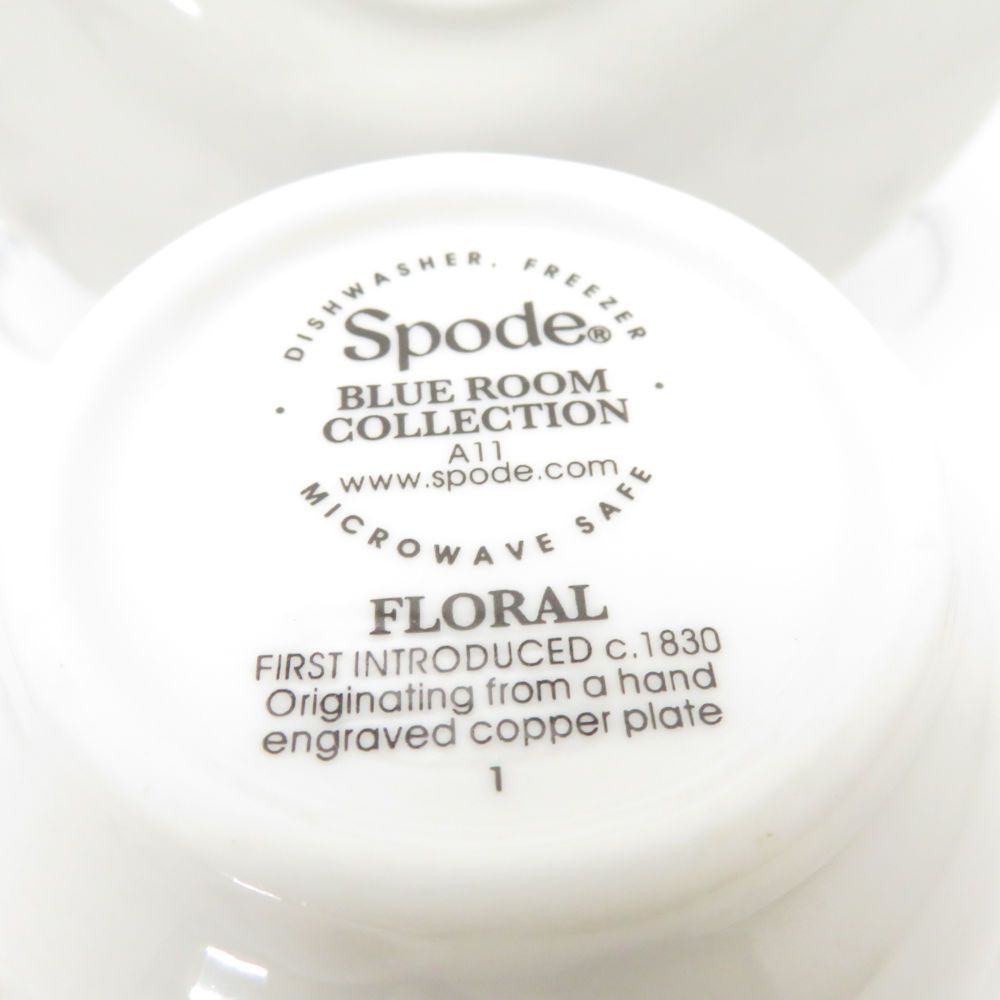 DISHWASHER. FREEZER
Spode®
BLUE ROOM
COLLECTION
A11
www.spode.com
MICROWAVE SAFE
FLORAL
FIRST INTRODUCED c.1830
Originating from a hand
engraved copper plate
1